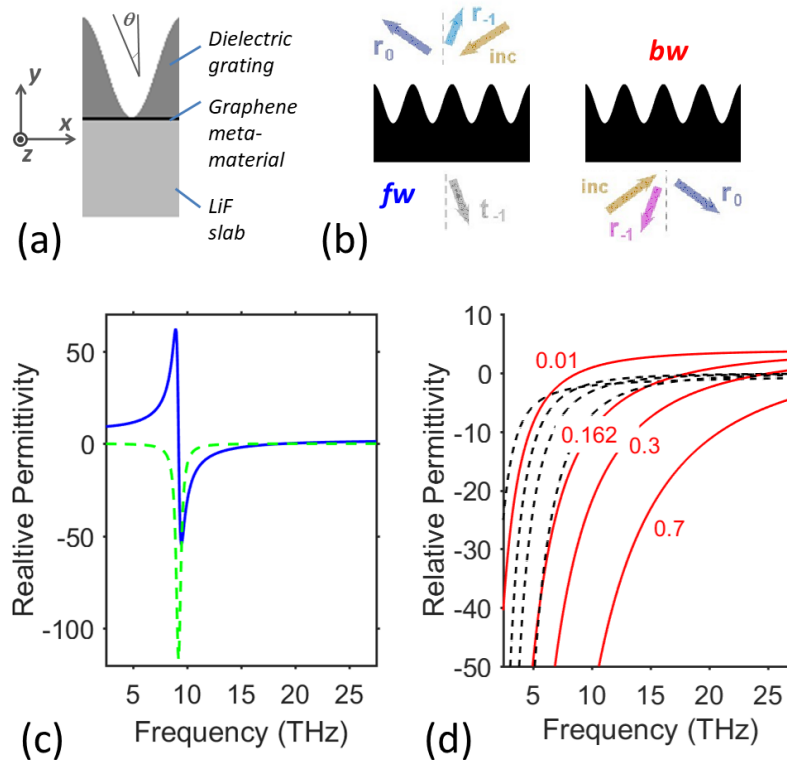 θ
Dielectric
grating
Graphene
meta-
material
LiF
slab
y
x
z
(a)
r₀
r₋₁
inc
bw
fw
t₋₁
inc
r₋₁
r₀
(b)
50
0
-50
-100
Realtive Permittivity
5 10 15 20 25
Frequency (THz)
(c)
10
0
-10
-20
-30
-40
-50
Relative Permittivity
0.01
0.162
0.3
0.7
5 10 15 20 25
Frequency (THz)
(d)